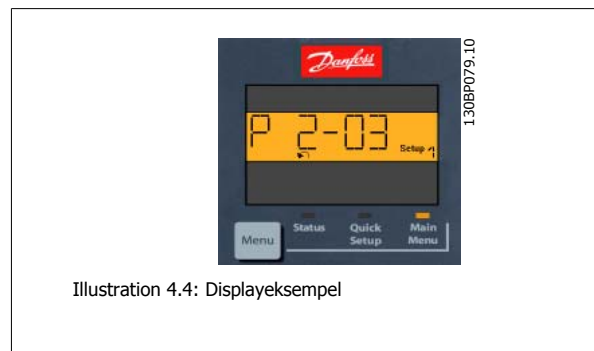 Danfoss
130BP079.10
P 2-03
Setup 1
Menu
Status
Quick Setup
Main Menu
Illustration 4.4: Displayeksempel